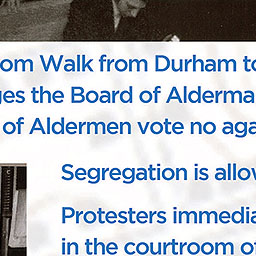 om Walk from Durham to
ges the Board of Alderma
of Aldermen vote no aga
Segregation is allow
Protesters immedia
in the courtroom of